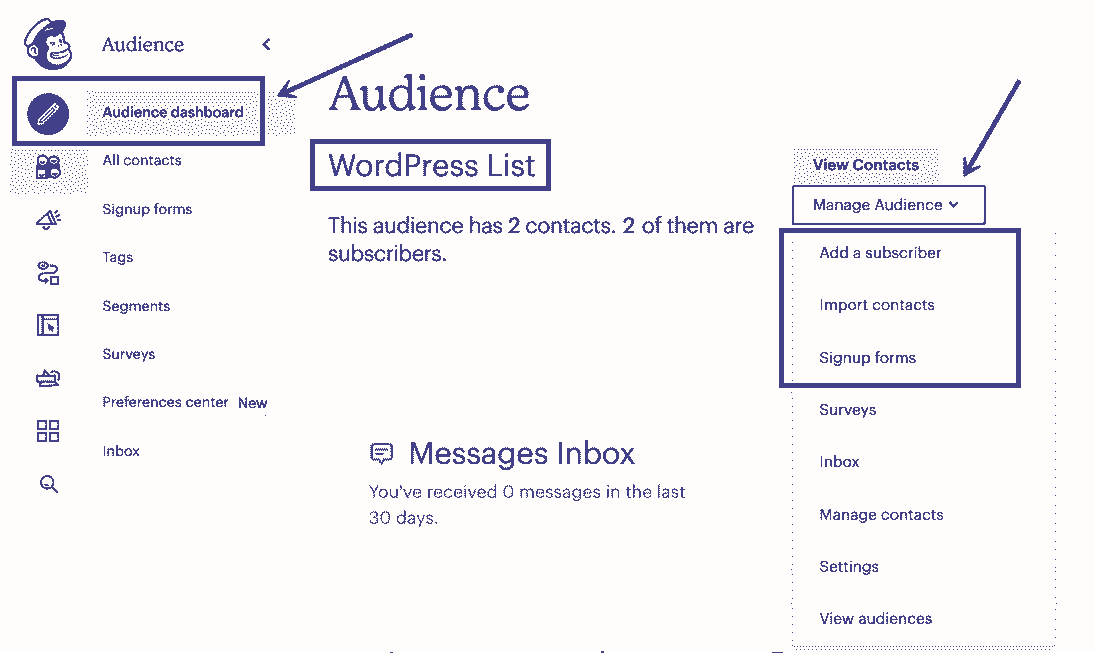 Audience
Audience dashboard
All contacts
Signup forms
Tags
Segments
Surveys
Preferences center New
Inbox
Audience
WordPress List
This audience has 2 contacts. 2 of them are
subscribers.
Messages Inbox
You've received 0 messages in the last
30 days.
View Contacts
Manage Audience
Add a subscriber
Import contacts
Signup forms
Surveys
Inbox
Manage contacts
Settings
View audiences